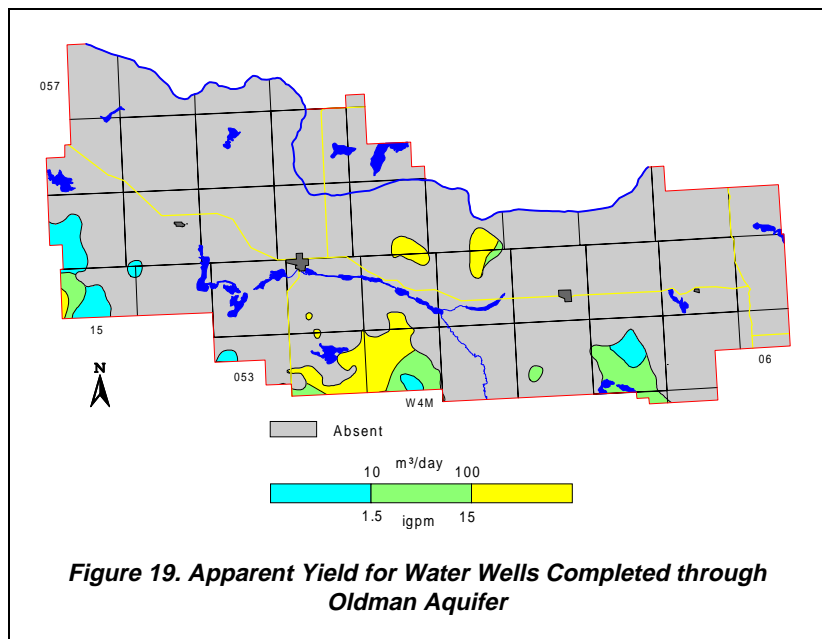 057
15
N
053
W4M
06
Absent
10 m³/day 100
1.5 igpm 15
Figure 19. Apparent Yield for Water Wells Completed through
Oldman Aquifer